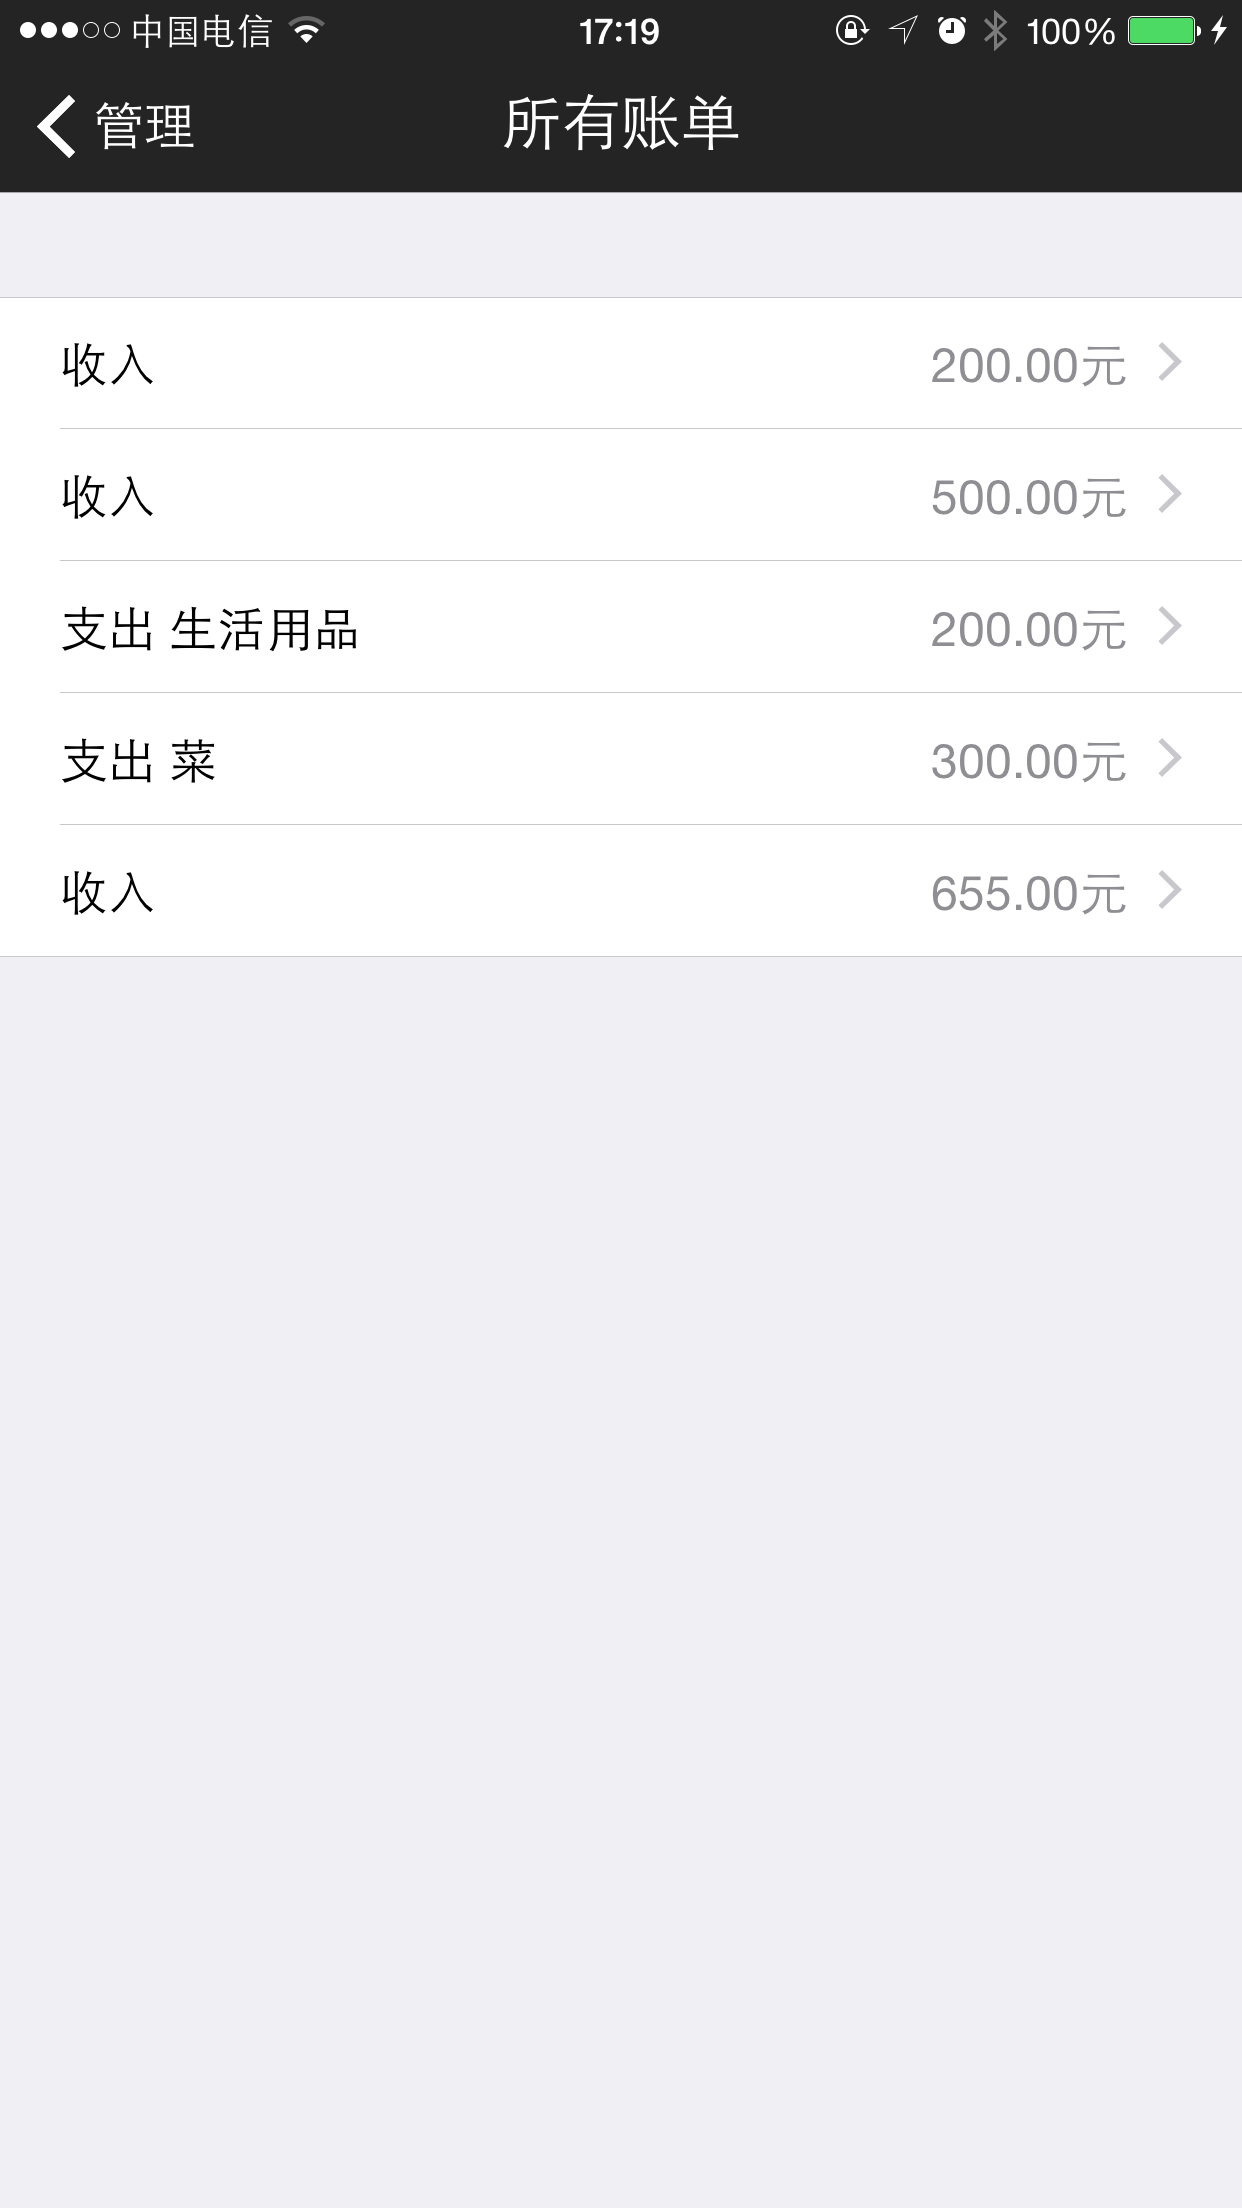 中国电信 17:19 100%
管理 所有账单
收入 200.00元
收入 500.00元
支出 生活用品 200.00元
支出 菜 300.00元
收入 655.00元